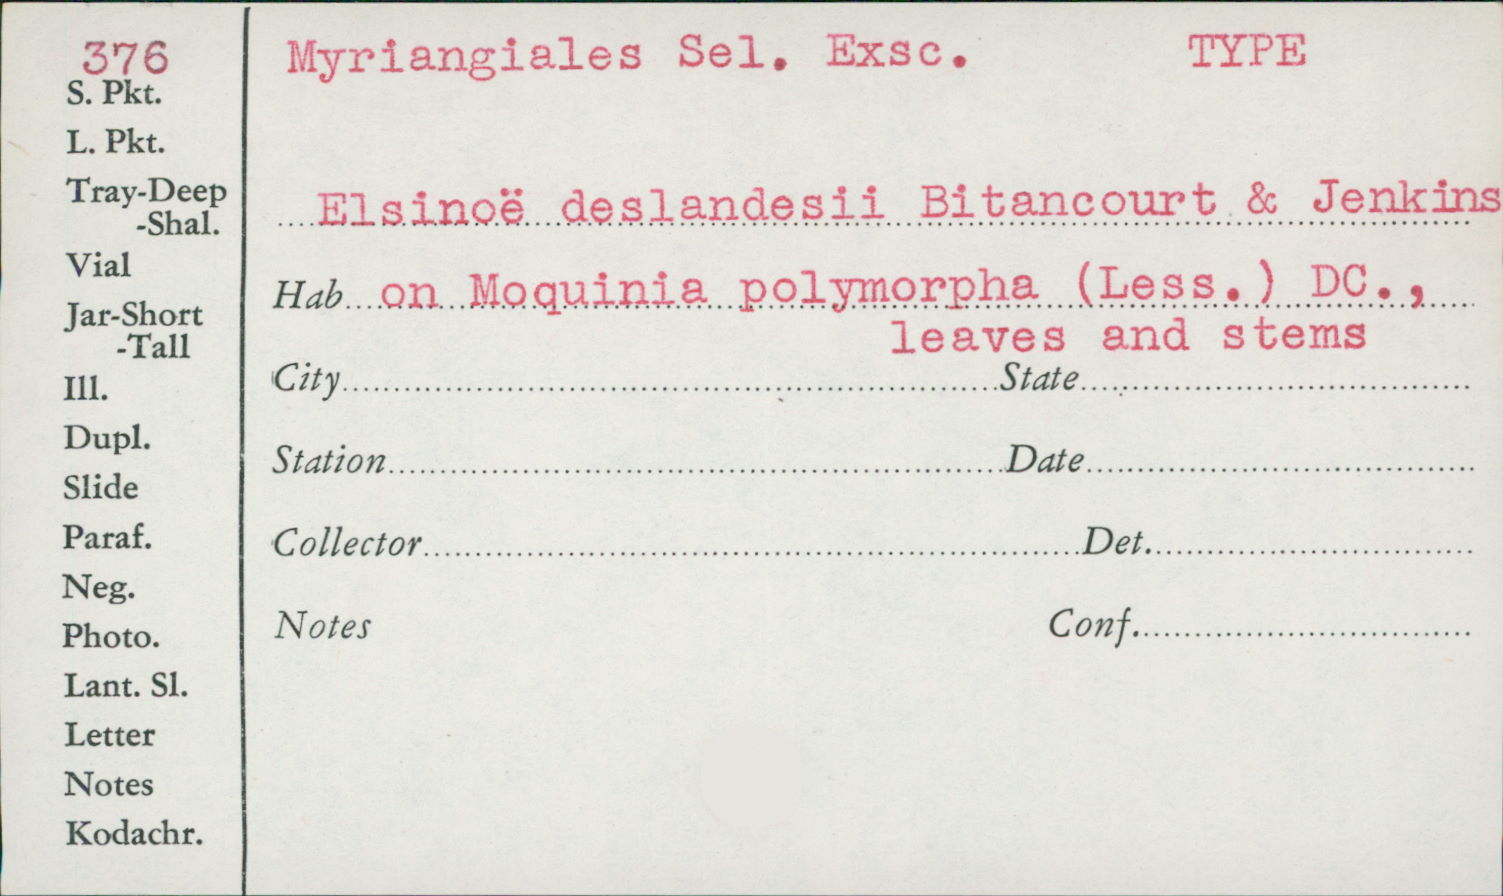 376
S. Pkt.
L. Pkt.
Tray-Deep
-Shal.
Vial
Jar-Short
-Tall
Ill.
Dupl.
Slide
Paraf.
Neg.
Photo.
Lant. Sl.
Letter
Notes
Kodachr.
Myriangiales Sel. Exsc. TYPE
Elsinoë deslandesii Bitancourt & Jenkins
Hab on Moquinia polymorpha (Less.) DC.,
leaves and stems
City State
Station Date
Collector Det.
Notes Conf.